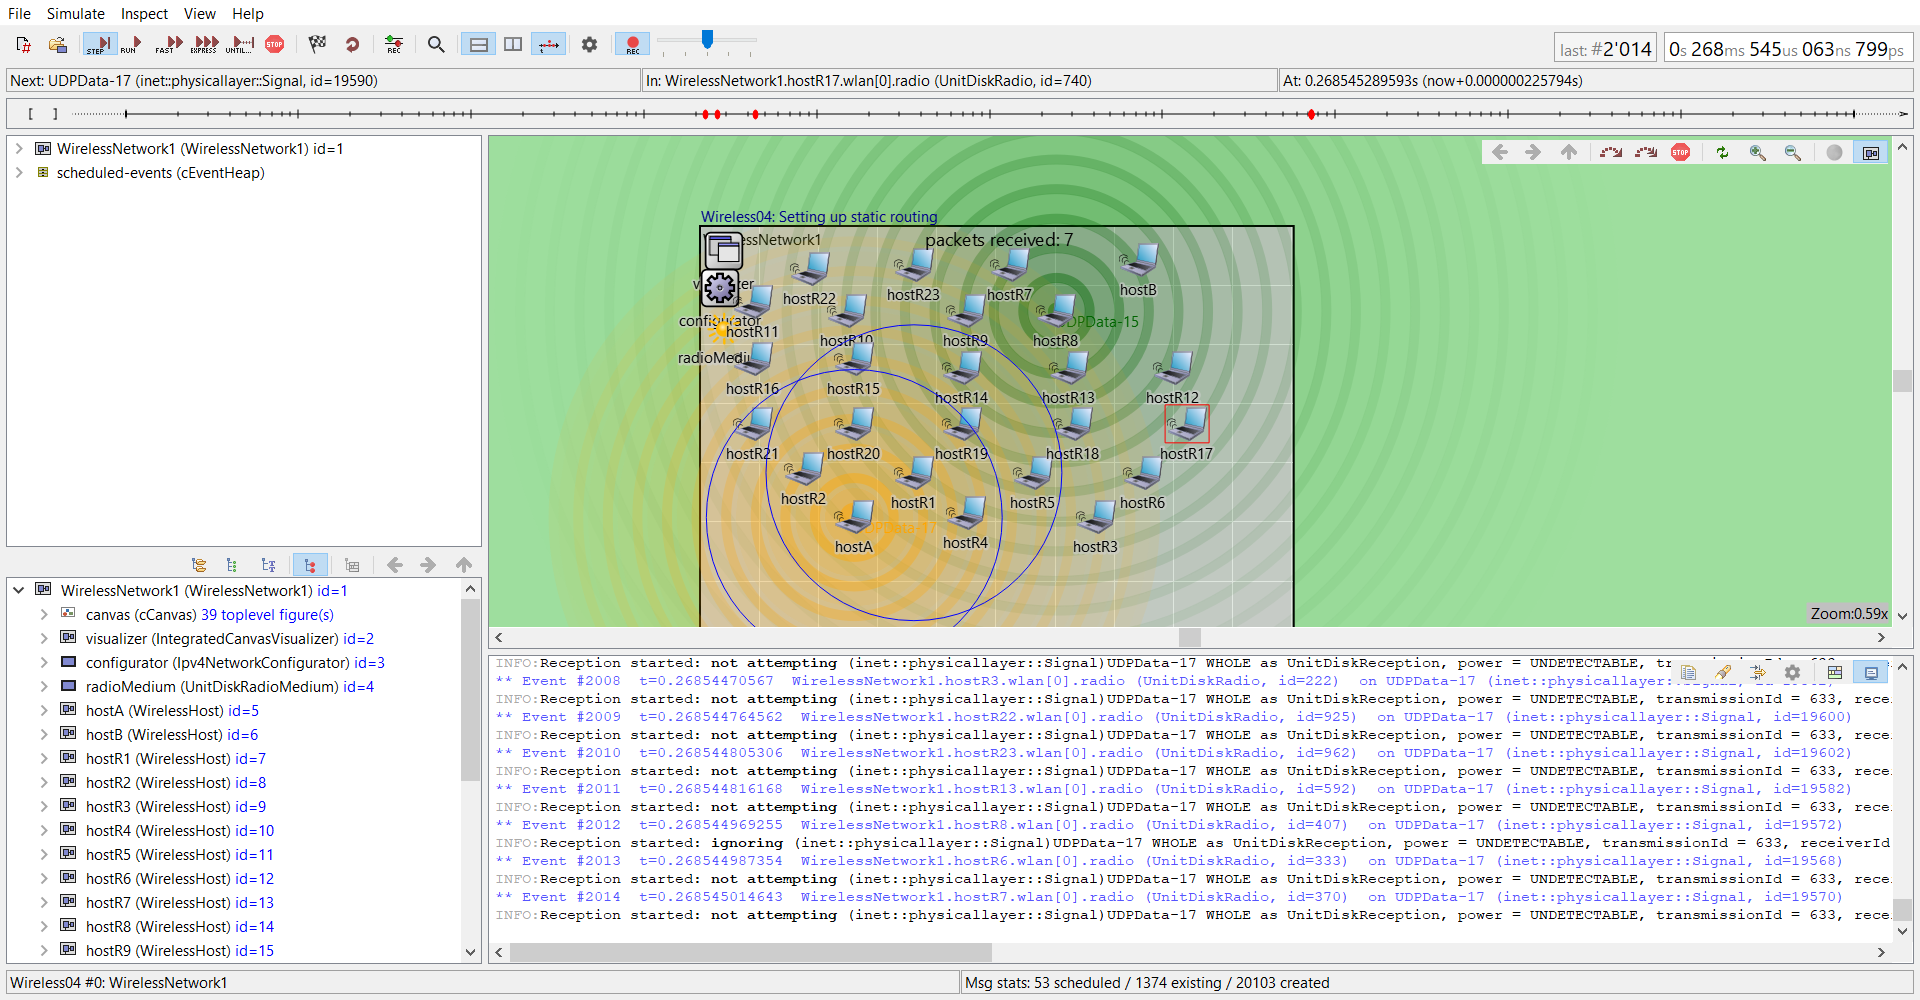 File Simulate Inspect View Help
STEP RUN FAST EXPRESS UNTIL... STOP REC REC
last: #2'014 0s 268ms 545us 063ns 799ps
Next: UDPData-17 (inet::physicallayer::Signal, id=19590) In: WirelessNetwork1.hostR17.wlan[0].radio (UnitDiskRadio, id=740) At: 0.268545289593s (now+0.000000225794s)
[ ]
WirelessNetwork1 (WirelessNetwork1) id=1
scheduled-events (cEventHeap)
WirelessNetwork1 (WirelessNetwork1) id=1
canvas (cCanvas) 39 toplevel figure(s)
visualizer (IntegratedCanvasVisualizer) id=2
configurator (Ipv4NetworkConfigurator) id=3
radioMedium (UnitDiskRadioMedium) id=4
hostA (WirelessHost) id=5
hostB (WirelessHost) id=6
hostR1 (WirelessHost) id=7
hostR2 (WirelessHost) id=8
hostR3 (WirelessHost) id=9
hostR4 (WirelessHost) id=10
hostR5 (WirelessHost) id=11
hostR6 (WirelessHost) id=12
hostR7 (WirelessHost) id=13
hostR8 (WirelessHost) id=14
hostR9 (WirelessHost) id=15
STOP
Wireless04: Setting up static routing
essNetwork1 packets received: 7
hostR22 hostR23 hostR7 hostB
configurator hostR11 hostR10 hostR9 hostR8 DPData-15
radioMedi hostR16 hostR15 hostR14 hostR13 hostR12
hostR21 hostR20 hostR19 hostR18 hostR17
hostR2 hostR1 hostR5 hostR6
hostA hostR4 hostR3
Zoom:0.59x
INFO:Reception started: not attempting (inet::physicallayer::Signal)UDPData-17 WHOLE as UnitDiskReception, power = UNDETECTABLE,
** Event #2008 t=0.26854470567 WirelessNetwork1.hostR3.wlan[0].radio (UnitDiskRadio, id=222) on UDPData-17 (inet::physicallayer::
INFO:Reception started: not attempting (inet::physicallayer::Signal)UDPData-17 WHOLE as UnitDiskReception, power = UNDETECTABLE, transmissionId = 633, rece
** Event #2009 t=0.268544764562 WirelessNetwork1.hostR22.wlan[0].radio (UnitDiskRadio, id=925) on UDPData-17 (inet::physicallayer::Signal, id=19600)
INFO:Reception started: not attempting (inet::physicallayer::Signal)UDPData-17 WHOLE as UnitDiskReception, power = UNDETECTABLE, transmissionId = 633, rece
** Event #2010 t=0.268544805306 WirelessNetwork1.hostR23.wlan[0].radio (UnitDiskRadio, id=962) on UDPData-17 (inet::physicallayer::Signal, id=19602)
INFO:Reception started: not attempting (inet::physicallayer::Signal)UDPData-17 WHOLE as UnitDiskReception, power = UNDETECTABLE, transmissionId = 633, rece
** Event #2011 t=0.268544816168 WirelessNetwork1.hostR13.wlan[0].radio (UnitDiskRadio, id=592) on UDPData-17 (inet::physicallayer::Signal, id=19582)
INFO:Reception started: not attempting (inet::physicallayer::Signal)UDPData-17 WHOLE as UnitDiskReception, power = UNDETECTABLE, transmissionId = 633, rece
** Event #2012 t=0.268544969255 WirelessNetwork1.hostR8.wlan[0].radio (UnitDiskRadio, id=407) on UDPData-17 (inet::physicallayer::Signal, id=19572)
INFO:Reception started: ignoring (inet::physicallayer::Signal)UDPData-17 WHOLE as UnitDiskReception, power = UNDETECTABLE, transmissionId = 633, receiverId
** Event #2013 t=0.268544987354 WirelessNetwork1.hostR6.wlan[0].radio (UnitDiskRadio, id=333) on UDPData-17 (inet::physicallayer::Signal, id=19568)
INFO:Reception started: not attempting (inet::physicallayer::Signal)UDPData-17 WHOLE as UnitDiskReception, power = UNDETECTABLE, transmissionId = 633, rece
** Event #2014 t=0.268545014643 WirelessNetwork1.hostR7.wlan[0].radio (UnitDiskRadio, id=370) on UDPData-17 (inet::physicallayer::Signal, id=19570)
INFO:Reception started: not attempting (inet::physicallayer::Signal)UDPData-17 WHOLE as UnitDiskReception, power = UNDETECTABLE, transmissionId = 633, rece
Wireless04 #0: WirelessNetwork1 Msg stats: 53 scheduled / 1374 existing / 20103 created